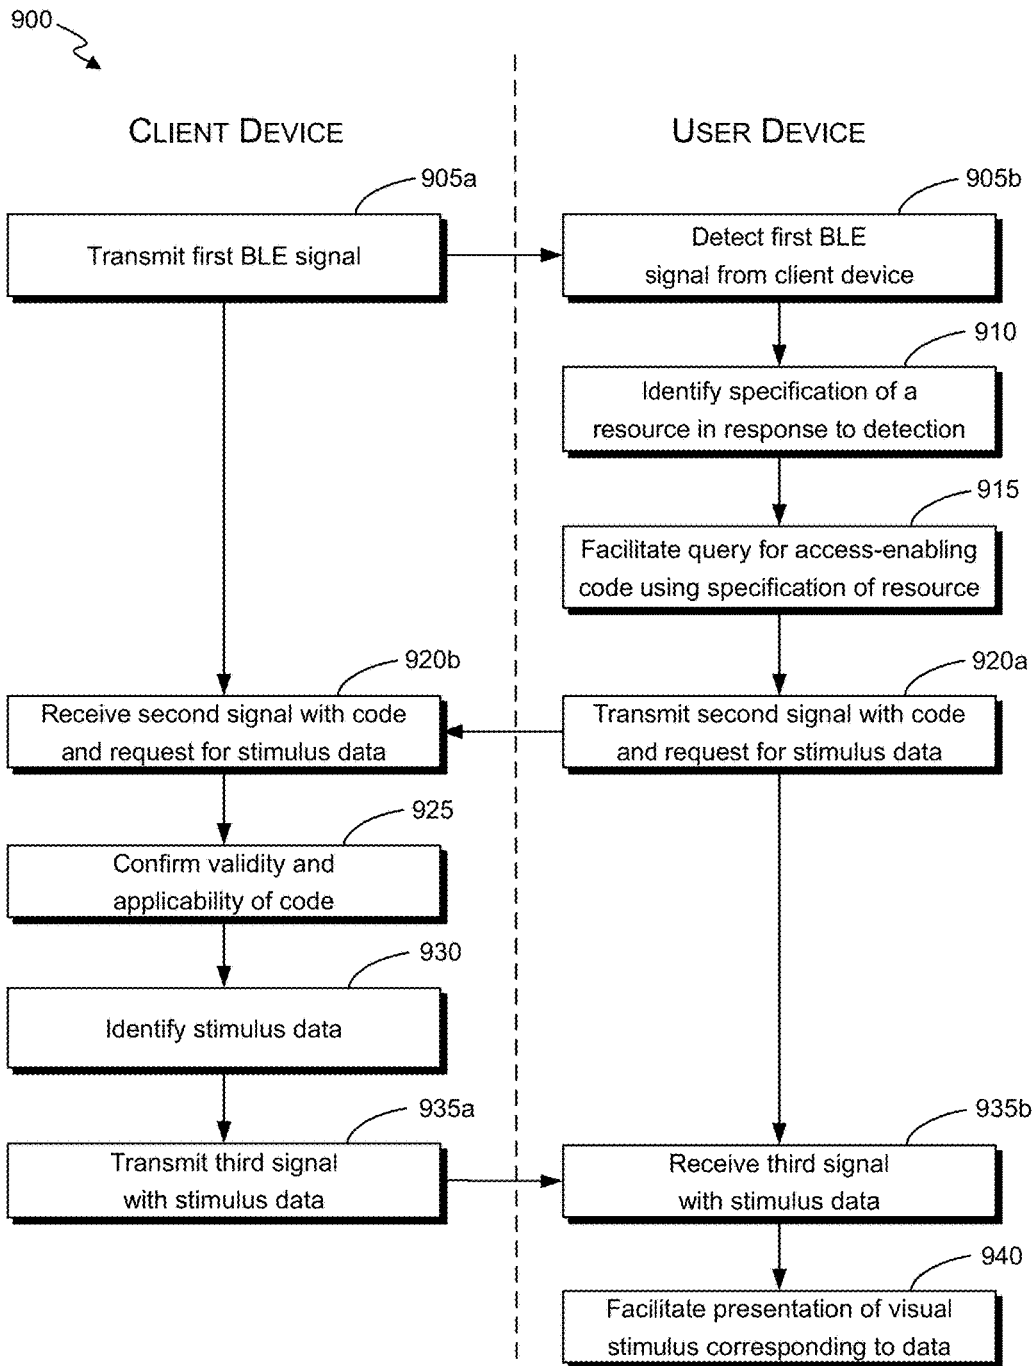 900
CLIENT DEVICE
USER DEVICE
905a
Transmit first BLE signal
905b
Detect first BLE
signal from client device
910
Identify specification of a
resource in response to detection
915
Facilitate query for access-enabling
code using specification of resource
920b
Receive second signal with code
and request for stimulus data
920a
Transmit second signal with code
and request for stimulus data
925
Confirm validity and
applicability of code
930
Identify stimulus data
935a
Transmit third signal
with stimulus data
935b
Receive third signal
with stimulus data
940
Facilitate presentation of visual
stimulus corresponding to data